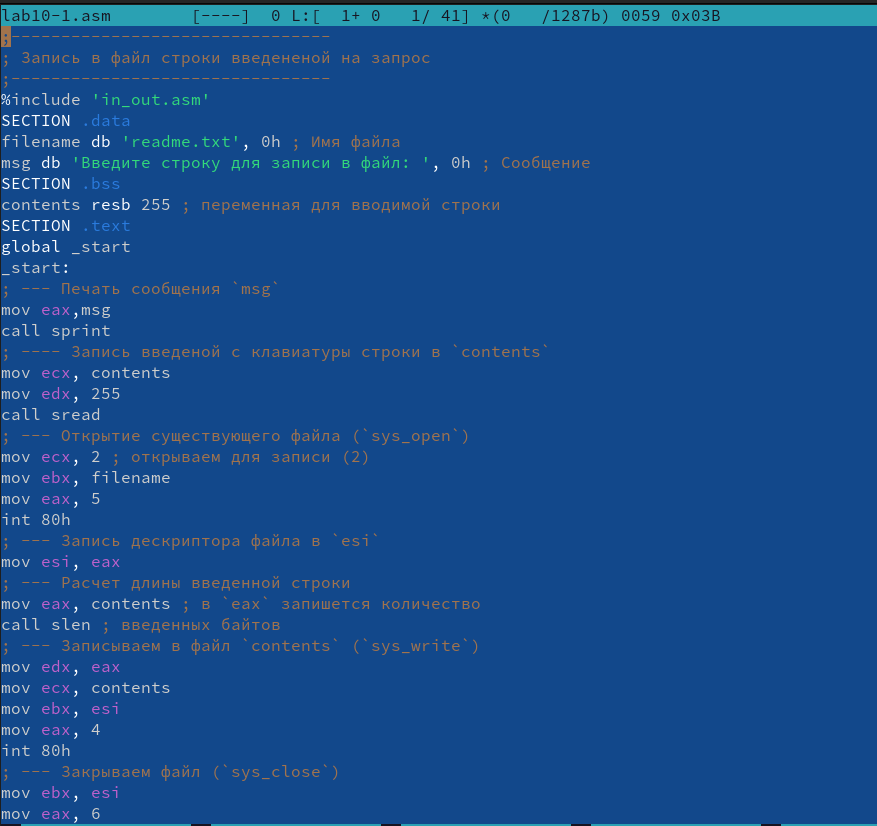 lab10-1.asm        [----]  0 L:[  1+ 0   1/ 41] *(0   /1287b) 0059 0x03B
;--------------------------------
; Запись в файл строки введененой на запрос
;--------------------------------
%include 'in_out.asm'
SECTION .data
filename db 'readme.txt', 0h ; Имя файла
msg db 'Введите строку для записи в файл: ', 0h ; Сообщение
SECTION .bss
contents resb 255 ; переменная для вводимой строки
SECTION .text
global _start
_start:
; --- Печать сообщения `msg`
mov eax,msg
call sprint
; ---- Запись введеной с клавиатуры строки в `contents`
mov ecx, contents
mov edx, 255
call sread
; --- Открытие существующего файла (`sys_open`)
mov ecx, 2 ; открываем для записи (2)
mov ebx, filename
mov eax, 5
int 80h
; --- Запись дескриптора файла в `esi`
mov esi, eax
; --- Расчет длины введенной строки
mov eax, contents ; в `eax` запишется количество
call slen ; введенных байтов
; --- Записываем в файл `contents` (`sys_write`)
mov edx, eax
mov ecx, contents
mov ebx, esi
mov eax, 4
int 80h
; --- Закрываем файл (`sys_close`)
mov ebx, esi
mov eax, 6